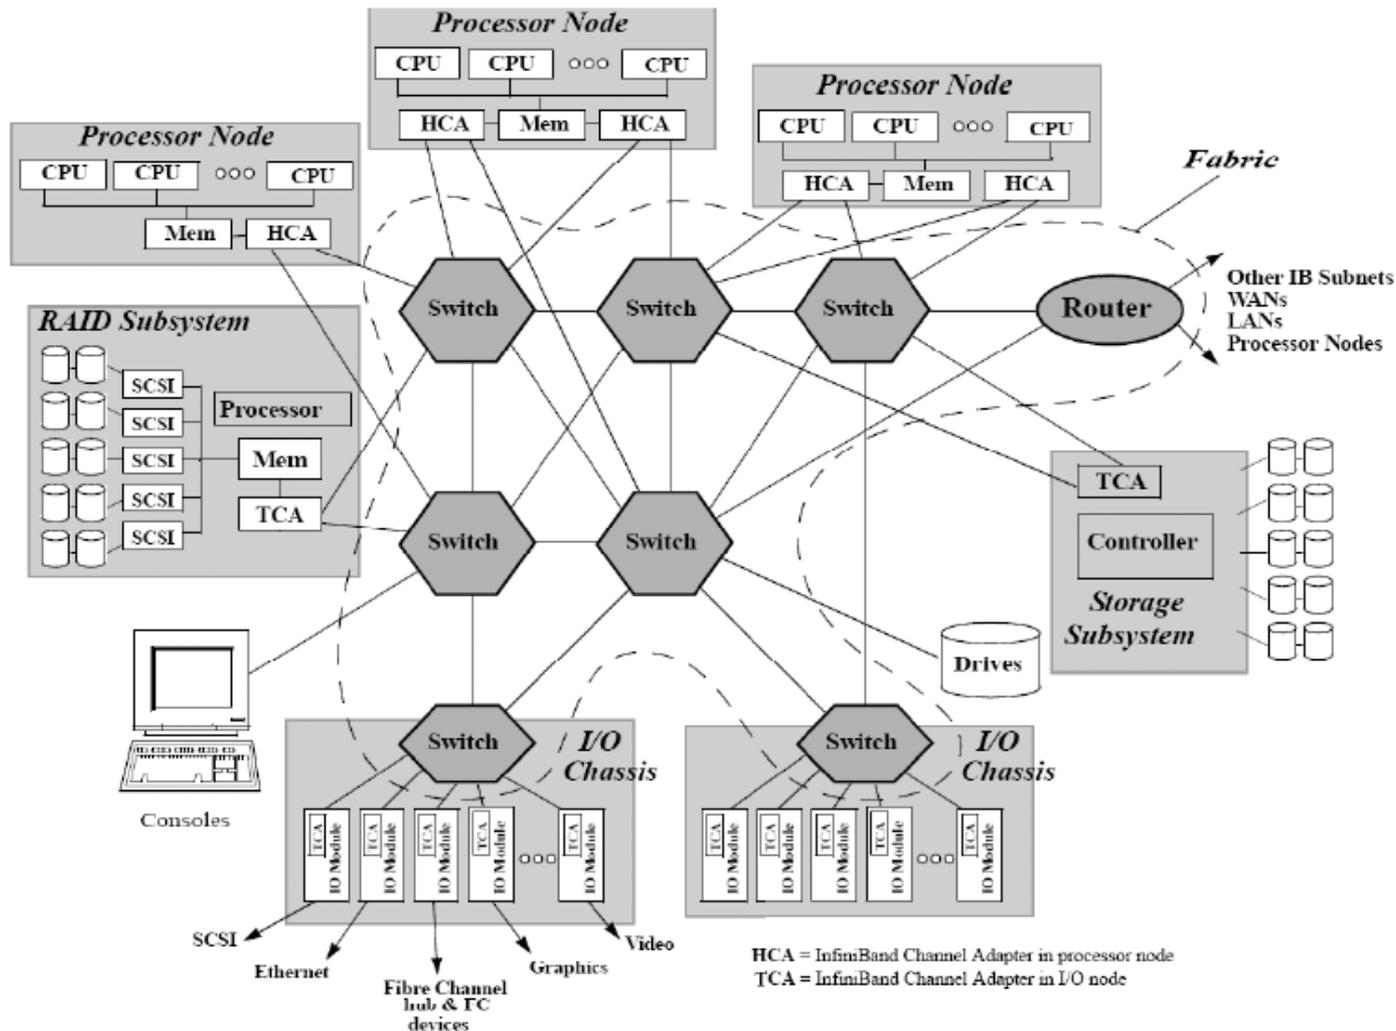 Processor Node
CPU CPU CPU
HCA Mem HCA
Processor Node
CPU CPU CPU
HCA Mem HCA
Processor Node
CPU CPU CPU
Mem HCA
Fabric
Switch Switch Switch Router
Other IB Subnets
WANs
LANs
Processor Nodes
RAID Subsystem
SCSI
SCSI
SCSI
SCSI
SCSI
Processor
Mem
TCA
Switch Switch
TCA
Controller
Storage
Subsystem
Drives
Consoles
Switch
I/O
Chassis
TCA
IO Module
TCA
IO Module
TCA
IO Module
TCA
IO Module
TCA
IO Module
Switch
I/O
Chassis
TCA
IO Module
TCA
IO Module
TCA
IO Module
TCA
IO Module
TCA
IO Module
SCSI
Ethernet
Fibre Channel
hub & FC
devices
Graphics
Video
HCA = InfiniBand Channel Adapter in processor node
TCA = InfiniBand Channel Adapter in I/O node